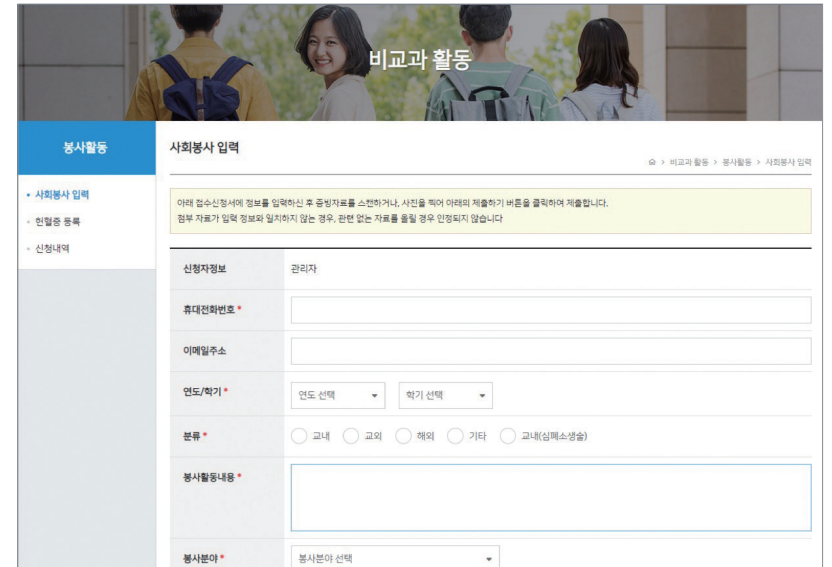 비교과 활동
봉사활동
사회봉사 입력
비교과 활동 > 봉사활동 > 사회봉사 입력
사회봉사 입력
헌혈증 등록
신청내역
아래 접수신청서에 정보를 입력하신 후 증빙자료를 스캔하거나, 사진을 찍어 아래의 제출하기 버튼을 클릭하여 제출합니다.
첨부 자료가 입력 정보와 일치하지 않는 경우, 관련 없는 자료를 올릴 경우 인정되지 않습니다
신청자정보 관리자
휴대전화번호 *
이메일주소
연도/학기 * 연도 선택 학기 선택
분류 * 교내 교외 해외 기타 교내(심폐소생술)
봉사활동내용 *
봉사분야 * 봉사분야 선택